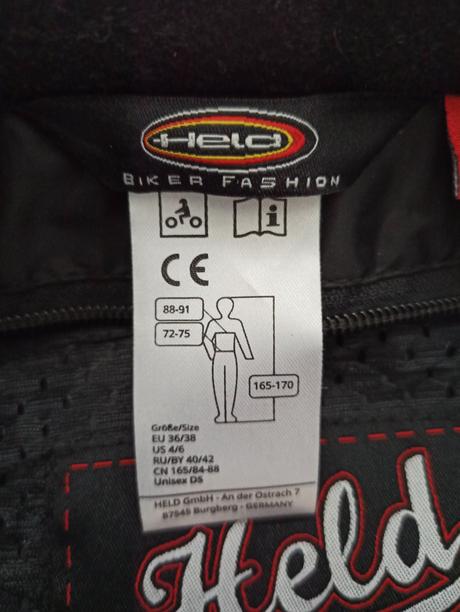 Held
BIKER FASHION
i
CE
88-91
72-75
165-170
Größe/Size
EU 36/38
US 4/6
RU/BY 40/42
CN 165/84-88
Unisex DS
HELD GmbH - An der Ostrach 7
87545 Burgberg - GERMANY
Held